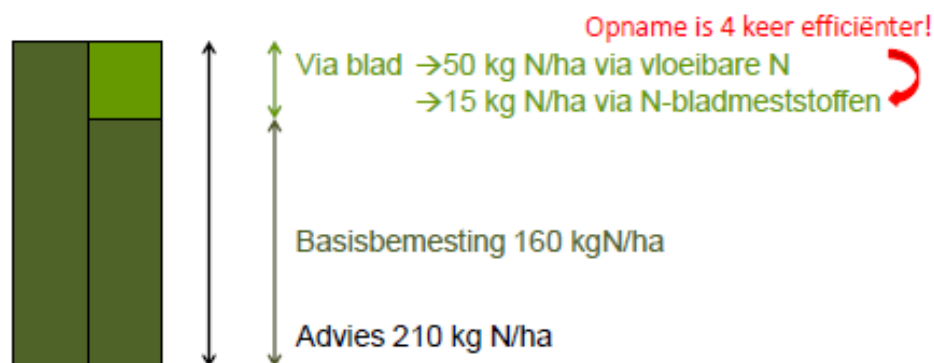 Opname is 4 keer efficiënter!
Via blad →50 kg N/ha via vloeibare N
→15 kg N/ha via N-bladmeststoffen
Basisbemesting 160 kgN/ha
Advies 210 kg N/ha